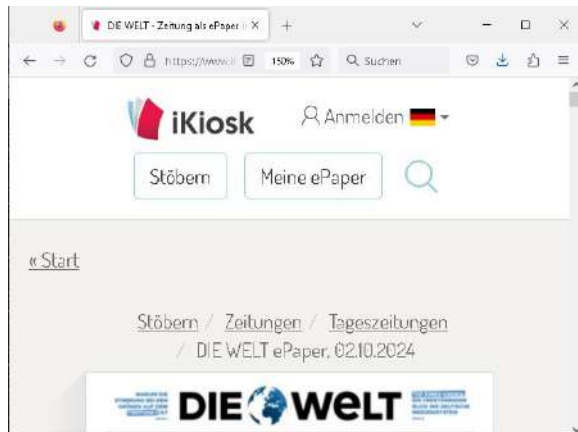 DIE WELT - Zeitung als ePaper i
https://www.i
150%
Suchen
iKiosk
Anmelden
Stöbern
Meine ePaper
« Start
Stöbern / Zeitungen / Tageszeitungen
/ DIE WELT ePaper, 02.10.2024
DIE WELT